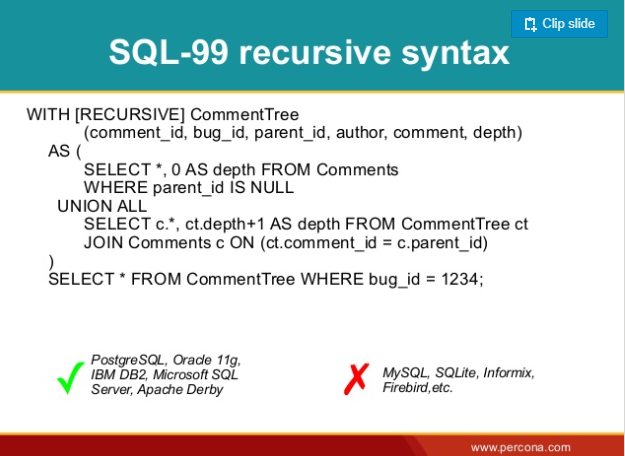 Clip slide
SQL-99 recursive syntax
WITH [RECURSIVE] CommentTree
(comment_id, bug_id, parent_id, author, comment, depth)
AS (
SELECT *, 0 AS depth FROM Comments
WHERE parent_id IS NULL
UNION ALL
SELECT c.*, ct.depth+1 AS depth FROM CommentTree ct
JOIN Comments c ON (ct.comment_id = c.parent_id)
)
SELECT * FROM CommentTree WHERE bug_id = 1234;
PostgreSQL, Oracle 11g,
IBM DB2, Microsoft SQL
Server, Apache Derby
MySQL, SQLite, Informix,
Firebird,etc.
www.percona.com